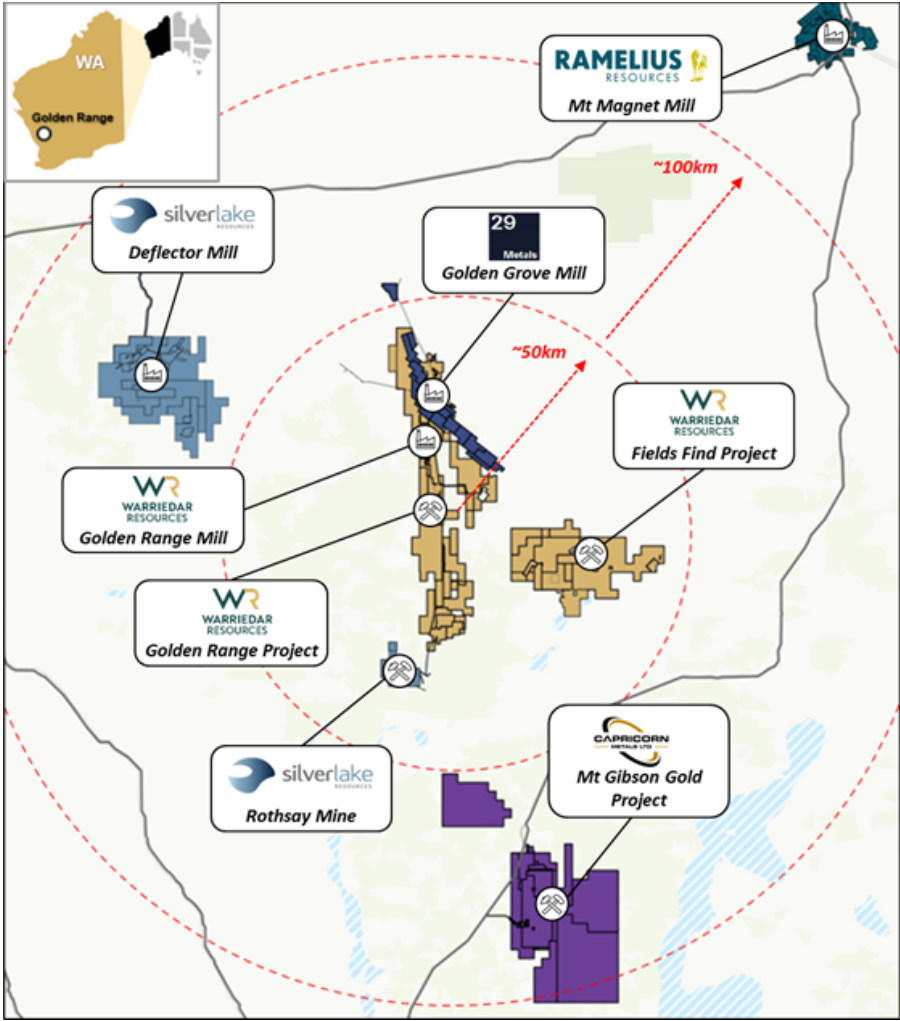 WA
Golden Range
RAMELIUS
RESOURCES
Mt Magnet Mill
~100km
silverlake
RESOURCES
Deflector Mill
29
Metals
Golden Grove Mill
~50km
WR
WARRIEDAR
RESOURCES
Fields Find Project
WR
WARRIEDAR
RESOURCES
Golden Range Mill
WR
WARRIEDAR
RESOURCES
Golden Range Project
silverlake
RESOURCES
Rothsay Mine
CAPRICORN
METALS LTD
Mt Gibson Gold
Project